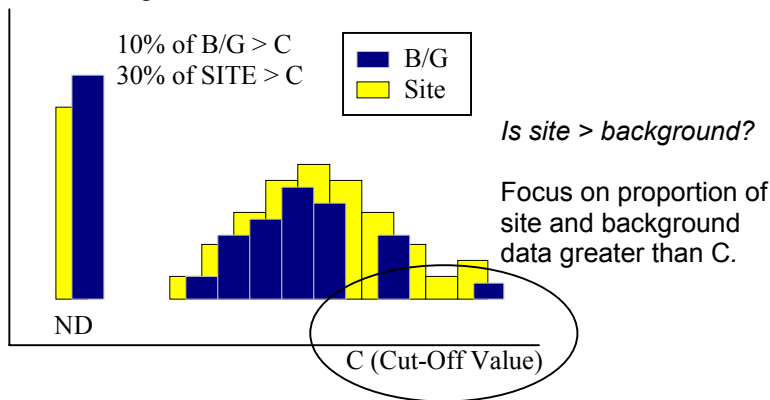 10% of B/G > C
30% of SITE > C
B/G
Site
Is site > background?
Focus on proportion of
site and background
data greater than C.
ND
C (Cut-Off Value)